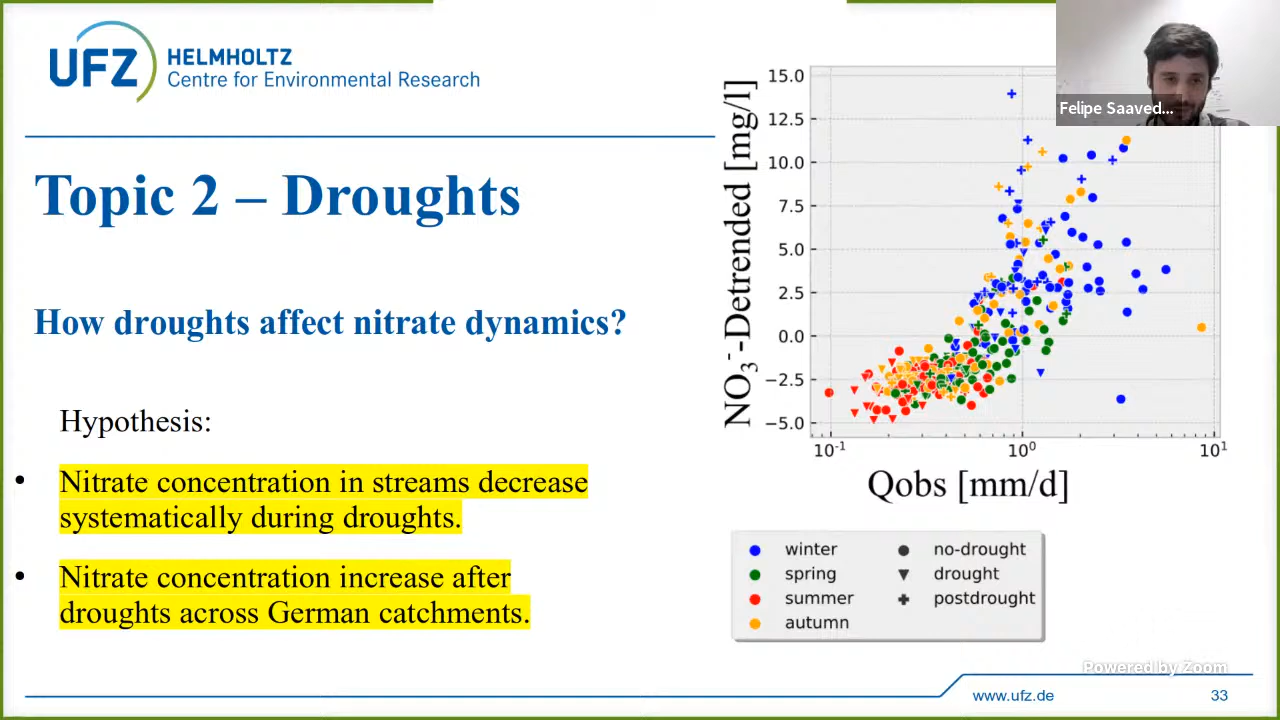 UFZ HELMHOLTZ
Centre for Environmental Research
Felipe Saaved...
Topic 2 – Droughts
How droughts affect nitrate dynamics?
Hypothesis:
• Nitrate concentration in streams decrease
systematically during droughts.
• Nitrate concentration increase after
droughts across German catchments.
NO₃⁻-Detrended [mg/l]
15.0
12.5
10.0
7.5
5.0
2.5
0.0
−2.5
−5.0
10⁻¹ 10⁰ 10¹
Qobs [mm/d]
winter no-drought
spring drought
summer postdrought
autumn
Powered by Zoom
www.ufz.de 33